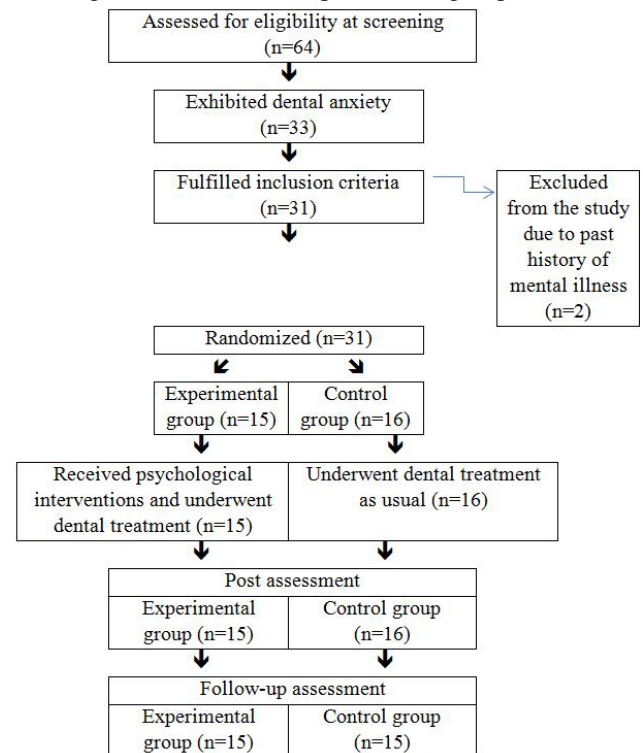 Assessed for eligibility at screening
(n=64)
Exhibited dental anxiety
(n=33)
Fulfilled inclusion criteria
(n=31)
Excluded
from the study
due to past
history of
mental illness
(n=2)
Randomized (n=31)
Experimental
group (n=15)
Control
group (n=16)
Received psychological
interventions and underwent
dental treatment (n=15)
Underwent dental treatment
as usual (n=16)
Post assessment
Experimental
group (n=15)
Control group
(n=16)
Follow-up assessment
Experimental
group (n=15)
Control group
(n=15)